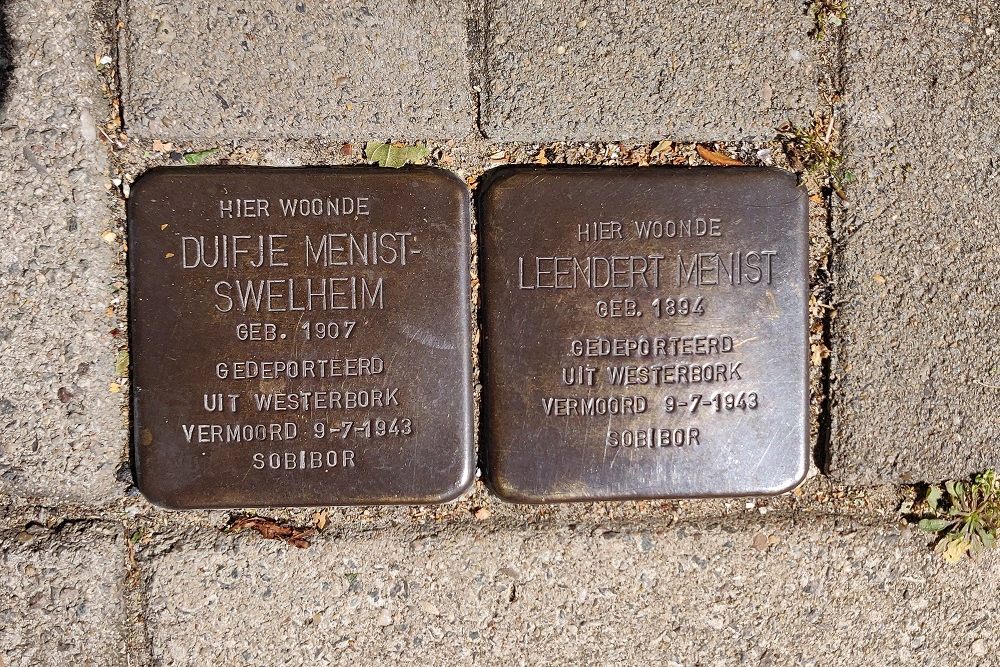 HIER WOONDE
DUIFJE MENIST-
SWELHEIM
GEB. 1907
GEDEPORTEERD
UIT WESTERBORK
VERMOORD 9-7-1943
SOBIBOR
HIER WOONDE
LEENDERT MENIST
GEB. 1894
GEDEPORTEERD
UIT WESTERBORK
VERMOORD 9-7-1943
SOBIBOR